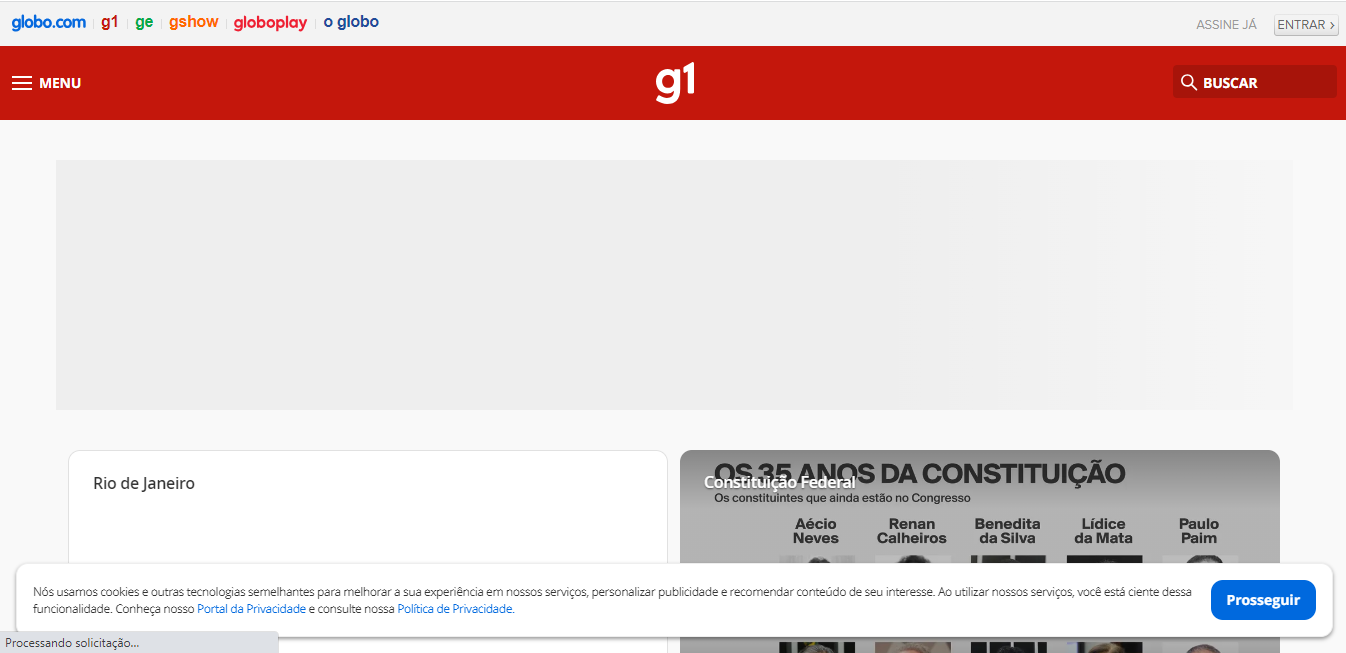 globo.com g1 ge gshow globoplay o globo ASSINE JÁ ENTRAR ›
MENU g1 BUSCAR
Rio de Janeiro
OS 35 ANOS DA CONSTITUIÇÃO
Constituição Federal
Os constituintes que ainda estão no Congresso
Aécio Neves
Renan Calheiros
Benedita da Silva
Lídice da Mata
Paulo Paim
Nós usamos cookies e outras tecnologias semelhantes para melhorar a sua experiência em nossos serviços, personalizar publicidade e recomendar conteúdo de seu interesse. Ao utilizar nossos serviços, você está ciente dessa
funcionalidade. Conheça nosso Portal da Privacidade e consulte nossa Política de Privacidade.
Prosseguir
Processando solicitação...